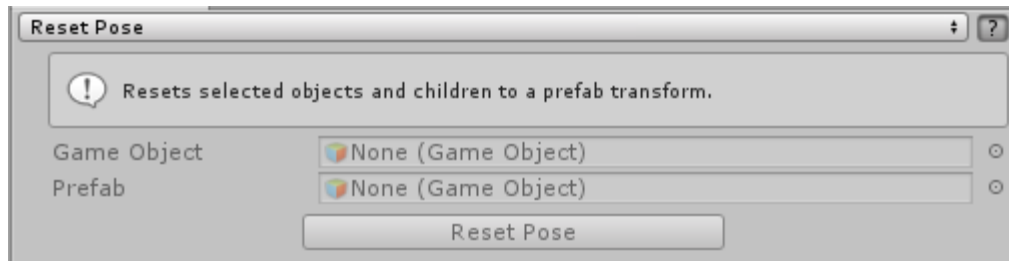 Reset Pose
?
Resets selected objects and children to a prefab transform.
Game Object None (Game Object)
Prefab None (Game Object)
Reset Pose